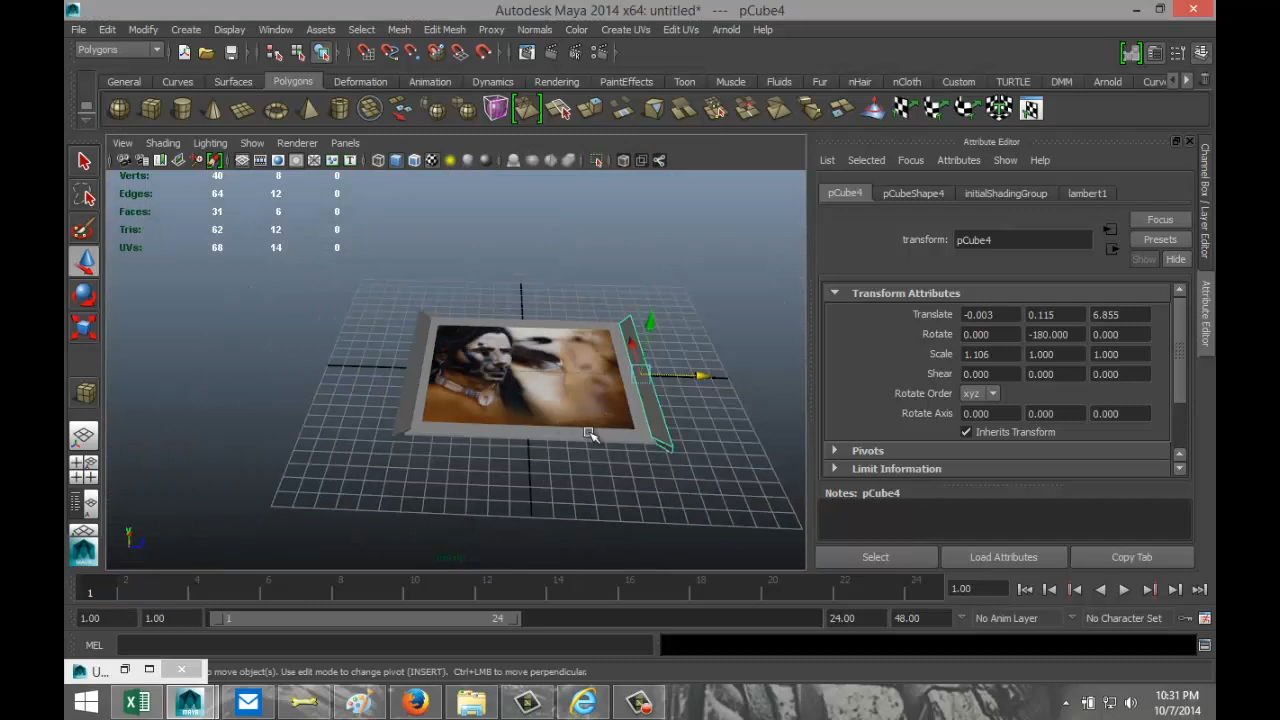 Autodesk Maya 2014 x64: untitled* --- pCube4
File Edit Modify Create Display Window Assets Select Mesh Edit Mesh Proxy Normals Color Create UVs Edit UVs Arnold Help
Polygons
General Curves Surfaces Polygons Deformation Animation Dynamics Rendering PaintEffects Toon Muscle Fluids Fur nHair nCloth Custom TURTLE DMM Arnold Curv
View Shading Lighting Show Renderer Panels
Verts: 40 8 0
Edges: 64 12 0
Faces: 31 6 0
Tris: 62 12 0
UVs: 68 14 0
Attribute Editor
List Selected Focus Attributes Show Help
pCube4 pCubeShape4 initialShadingGroup lambert1
Focus
transform: pCube4
Presets
Show Hide
Transform Attributes
Translate -0.003 0.115 6.855
Rotate 0.000 -180.000 0.000
Scale 1.106 1.000 1.000
Shear 0.000 0.000 0.000
Rotate Order xyz
Rotate Axis 0.000 0.000 0.000
Inherits Transform
Pivots
Limit Information
Notes: pCube4
Select Load Attributes Copy Tab
Channel Box / Layer Editor
Attribute Editor
2 4 6 8 10 12 14 16 18 20 22 24
1
1.00
1.00 1.00 1 24 24.00 48.00 No Anim Layer No Character Set
MEL
U... to move object(s). Use edit mode to change pivot [INSERT]. Ctrl+LMB to move perpendicular.
10:31 PM
10/7/2014